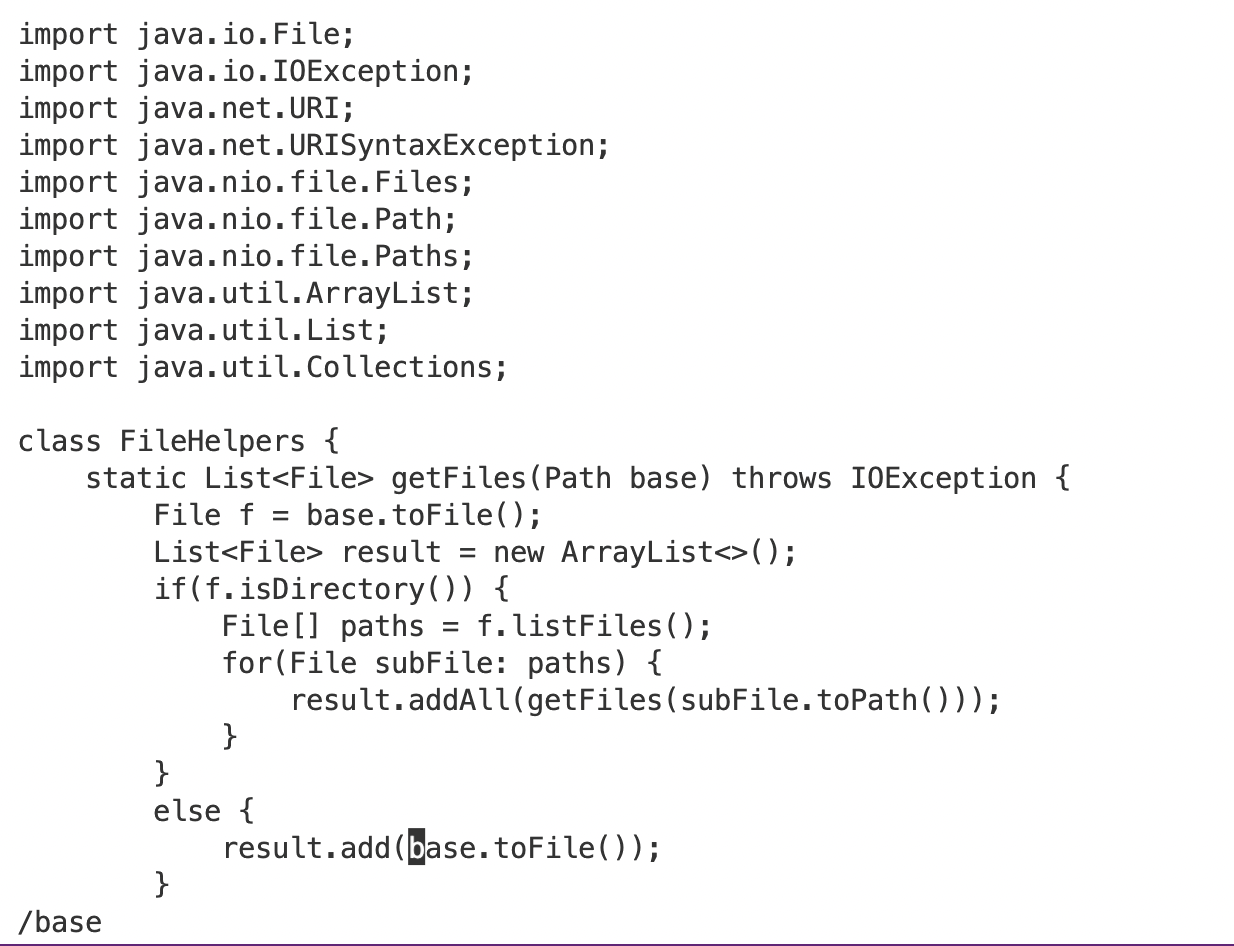 import java.io.File;
import java.io.IOException;
import java.net.URI;
import java.net.URISyntaxException;
import java.nio.file.Files;
import java.nio.file.Path;
import java.nio.file.Paths;
import java.util.ArrayList;
import java.util.List;
import java.util.Collections;

class FileHelpers {
    static List<File> getFiles(Path base) throws IOException {
        File f = base.toFile();
        List<File> result = new ArrayList<>();
        if(f.isDirectory()) {
            File[] paths = f.listFiles();
            for(File subFile: paths) {
                result.addAll(getFiles(subFile.toPath()));
            }
        }
        else {
            result.add(base.toFile());
        }
/base